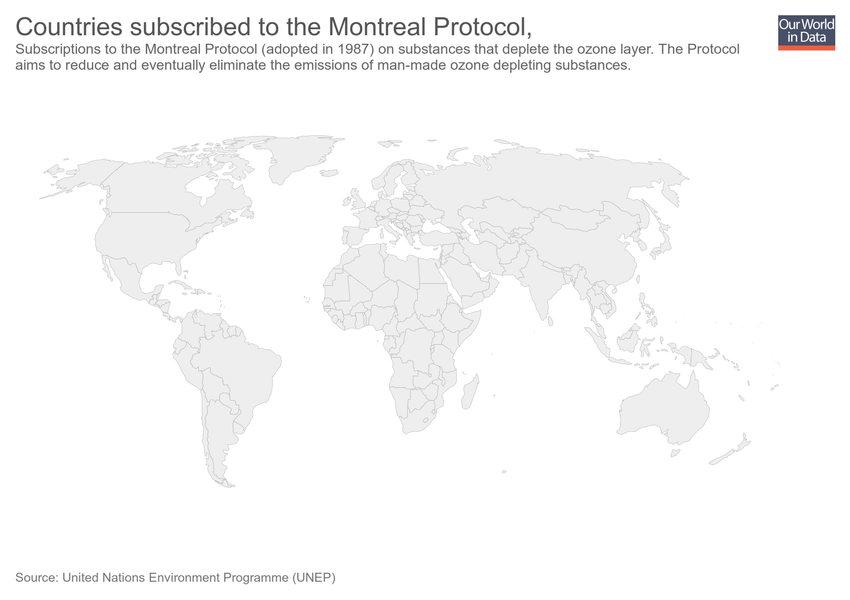 Countries subscribed to the Montreal Protocol,
Our World
in Data
Subscriptions to the Montreal Protocol (adopted in 1987) on substances that deplete the ozone layer. The Protocol
aims to reduce and eventually eliminate the emissions of man-made ozone depleting substances.
Source: United Nations Environment Programme (UNEP)